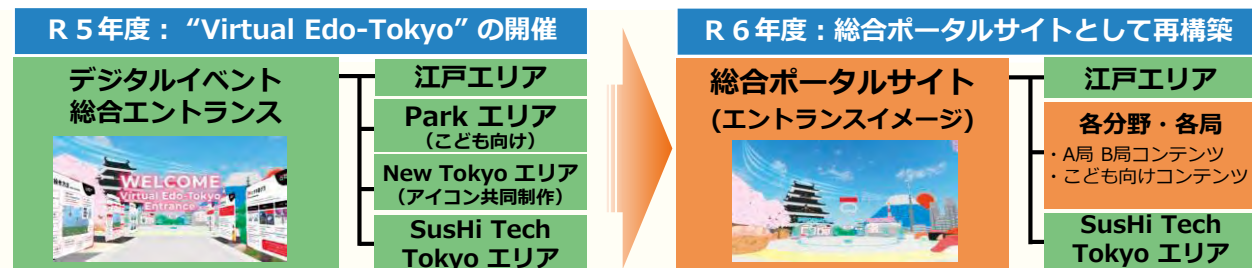 R５年度： “Virtual Edo-Tokyo” の開催
デジタルイベント
総合エントランス
WELCOME
Virtual Edo-Tokyo
Entrance
江戸エリア
Park エリア
（こども向け）
New Tokyo エリア
（アイコン共同制作）
SusHi Tech
Tokyo エリア
R６年度：総合ポータルサイトとして再構築
総合ポータルサイト
(エントランスイメージ)
江戸エリア
各分野・各局
・A局 B局コンテンツ
・こども向けコンテンツ
SusHi Tech
Tokyo エリア